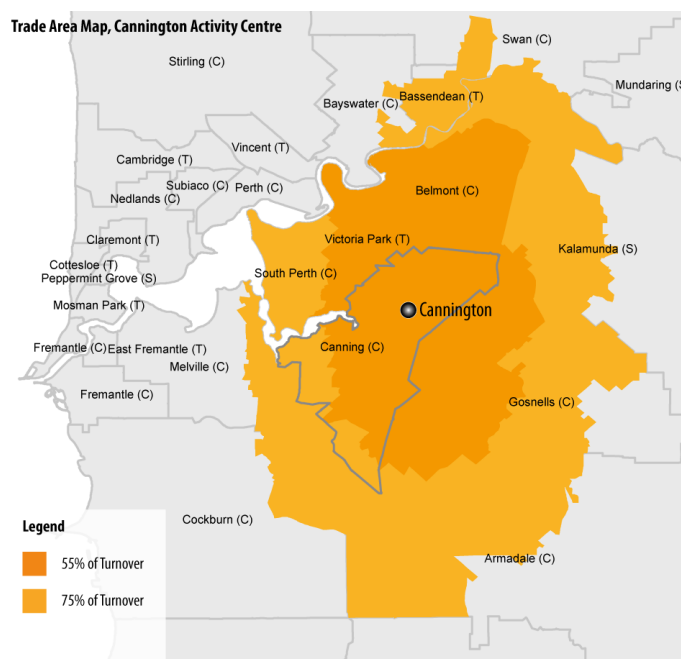 Trade Area Map, Cannington Activity Centre
Swan (C)
Stirling (C)
Mundaring (S
Bassendean (T)
Bayswater (C)
Vincent (T)
Cambridge (T)
Subiaco (C)
Perth (C)
Belmont (C)
Nedlands (C)
Claremont (T)
Victoria Park (T)
Kalamunda (S)
Cottesloe (T)
South Perth (C)
Peppermint Grove (S)
Mosman Park (T)
Cannington
Fremantle (C)
East Fremantle (T)
Canning (C)
Melville (C)
Fremantle (C)
Gosnells (C)
Cockburn (C)
Legend
Armadale (C)
55% of Turnover
75% of Turnover